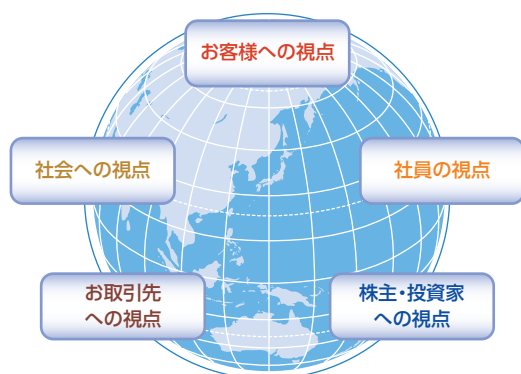 お客様への視点
社会への視点
社員の視点
お取引先
への視点
株主・投資家
への視点